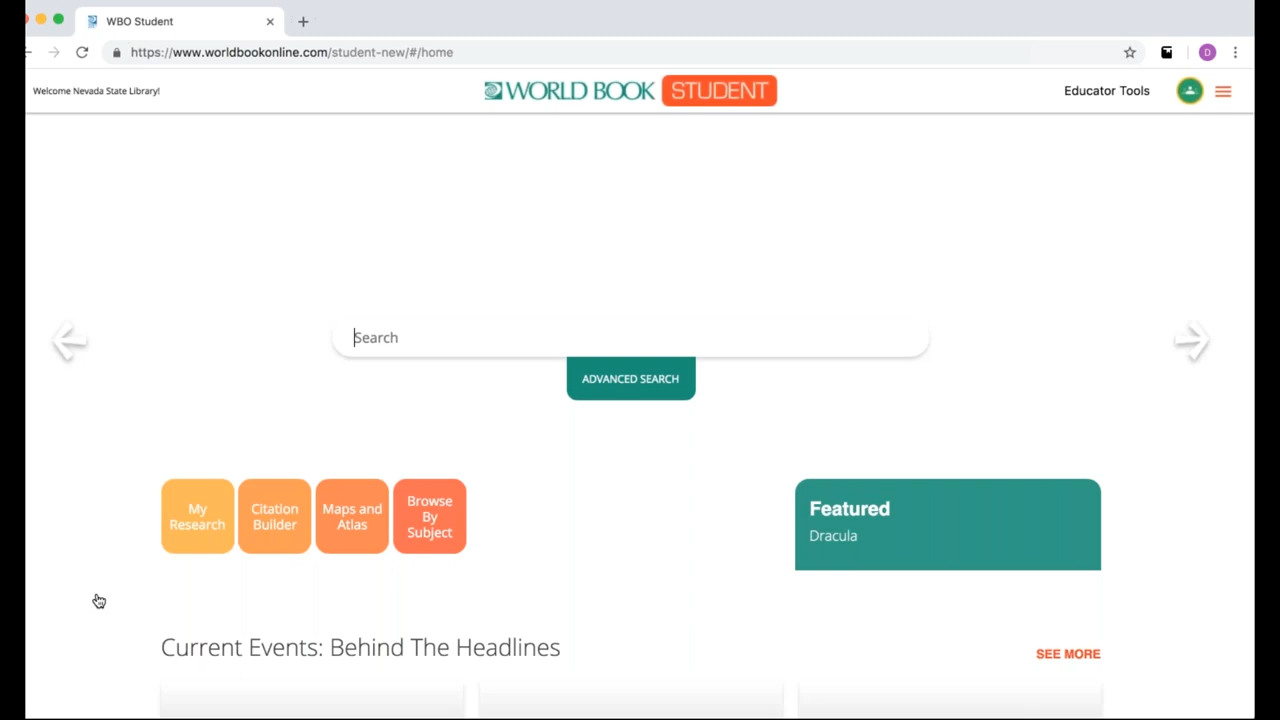 WBO Student
https://www.worldbookonline.com/student-new/#/home
D
Welcome Nevada State Library!
WORLD BOOK STUDENT
Educator Tools
Search
ADVANCED SEARCH
My
Research
Citation
Builder
Maps and
Atlas
Browse
By
Subject
Featured
Dracula
Current Events: Behind The Headlines
SEE MORE